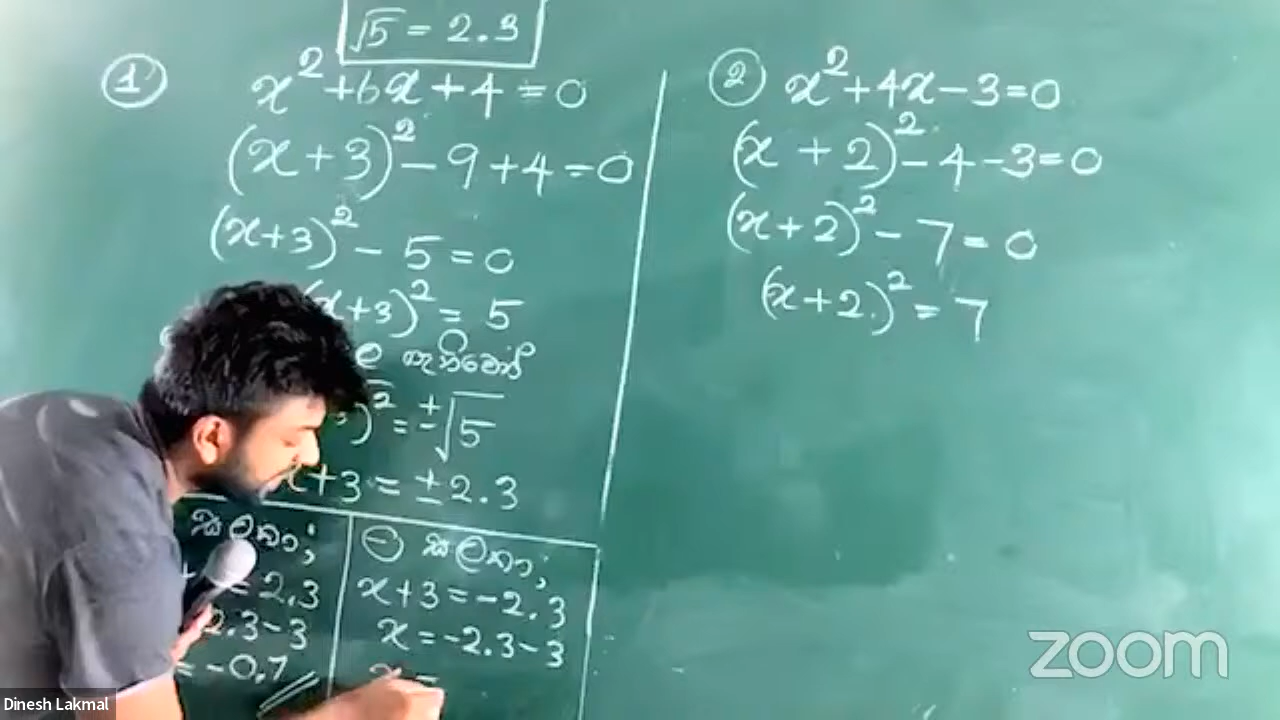 √5 = 2.3
① x² + 6x + 4 = 0
(x + 3)² - 9 + 4 = 0
(x+3)² - 5 = 0
x+3)² = 5
)² = ±√5
x+3 = ± 2.3
සලකා;
= 2.3
2.3 - 3
= -0.7
⊖ සලකා;
x+3 = -2.3
x = -2.3 - 3
x =
② x² + 4x - 3 = 0
(x + 2)² - 4 - 3 = 0
(x + 2)² - 7 = 0
(x + 2)² = 7
zoom
Dinesh Lakmal